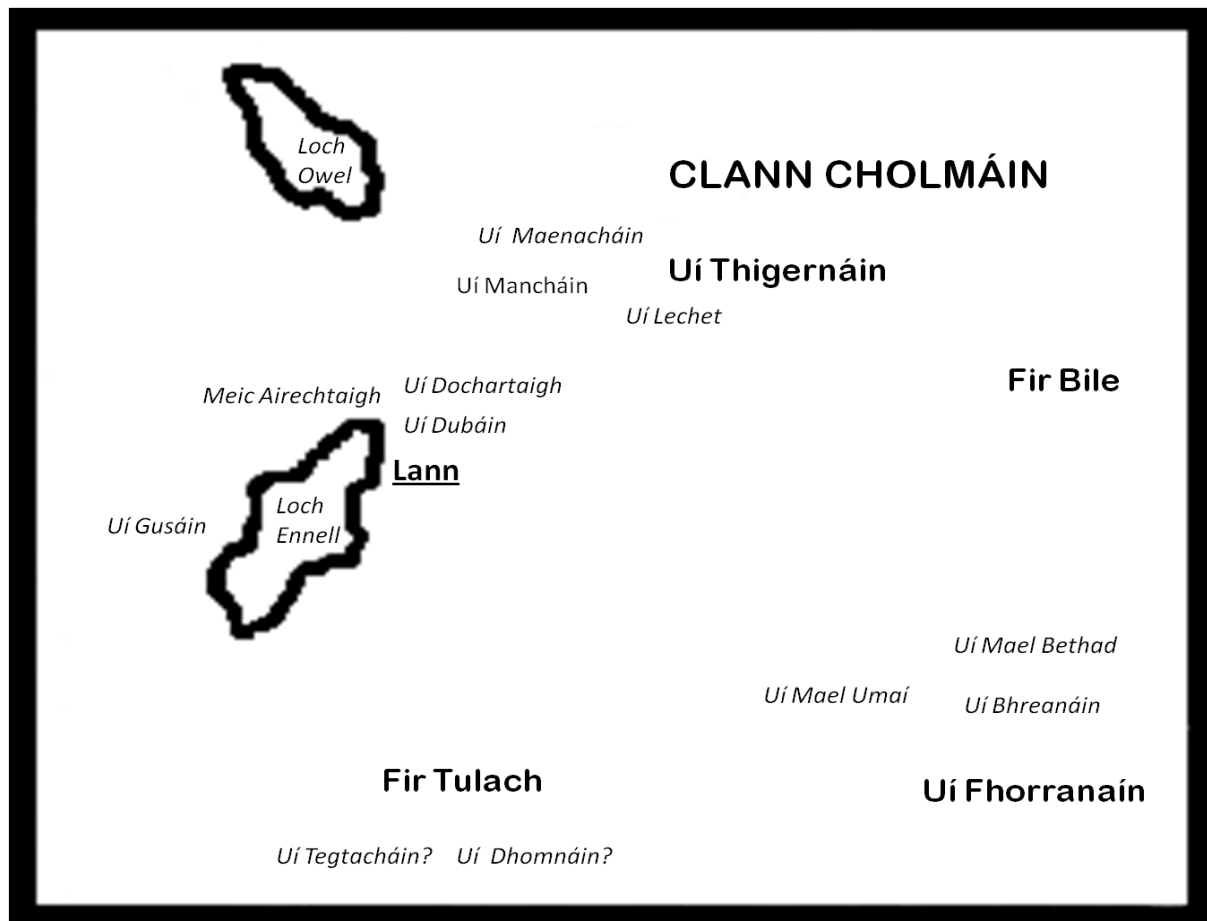 Loch
Owel
CLANN CHOLMÁIN
Uí Maenacháin
Uí Thigernáin
Uí Mancháin
Uí Lechet
Fir Bile
Meic Airechtaigh
Uí Dochartaigh
Uí Dubáin
Lann
Loch
Ennell
Uí Gusáin
Uí Mael Bethad
Uí Mael Umaí
Uí Bhreanáin
Fir Tulach
Uí Fhorranaín
Uí Tegtacháin?
Uí Dhomnáin?